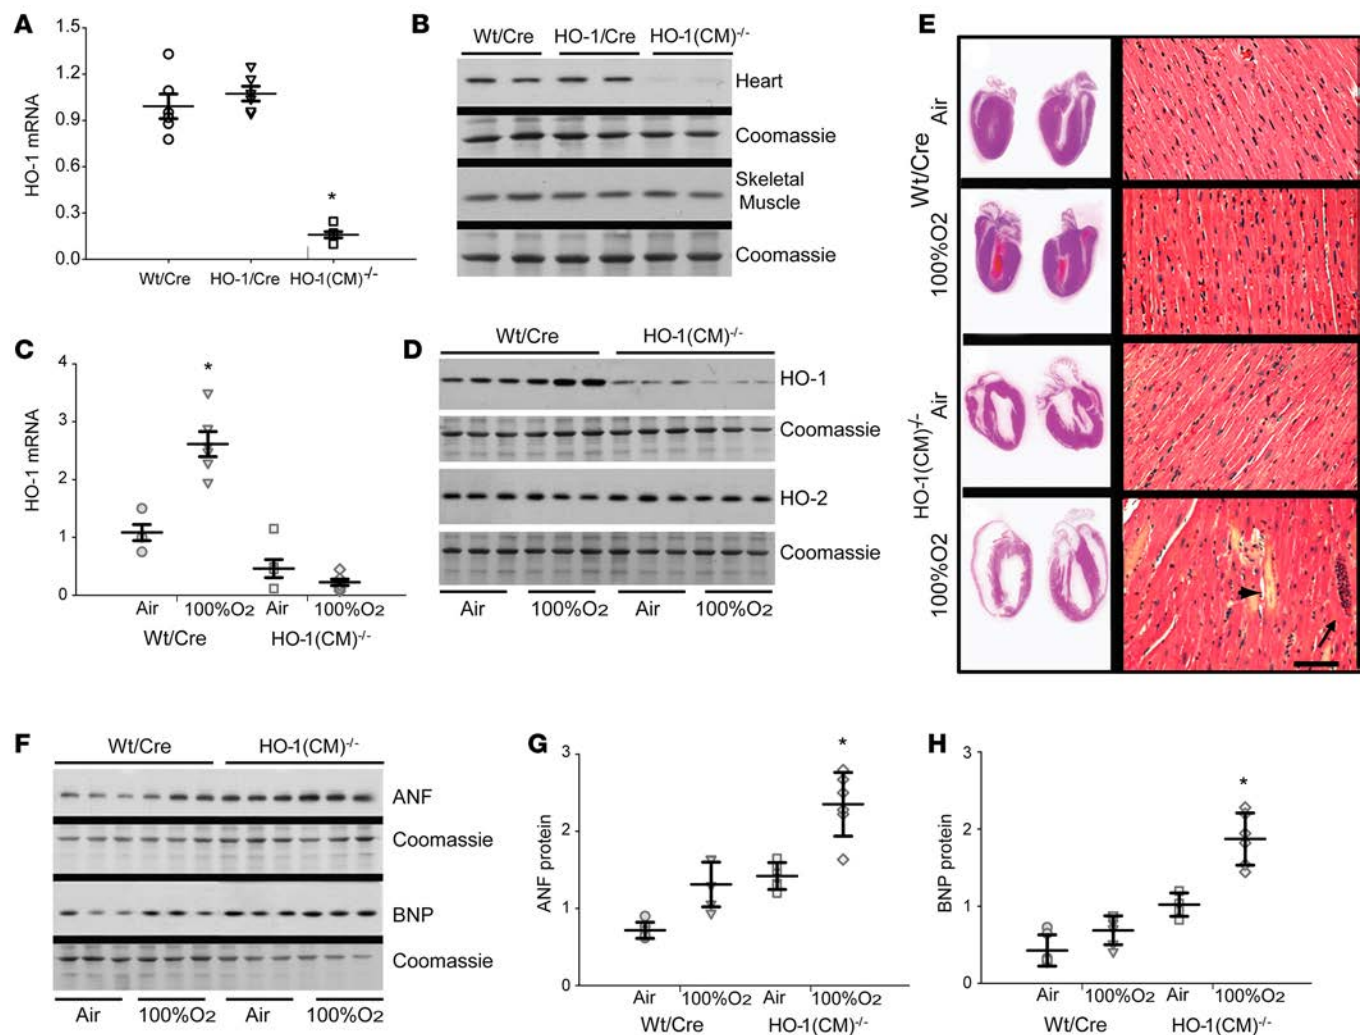 A
HO-1 mRNA
1.5
1.2
0.9
0.6
0.3
0.0
*
Wt/Cre HO-1/Cre HO-1(CM)-/-
B
Wt/Cre HO-1/Cre HO-1(CM)-/-
Heart
Coomassie
Skeletal
Muscle
Coomassie
C
HO-1 mRNA
4
3
2
1
0
*
Air 100%O2 Air 100%O2
Wt/Cre HO-1(CM)-/-
D
Wt/Cre HO-1(CM)-/-
HO-1
Coomassie
HO-2
Coomassie
Air 100%O2 Air 100%O2
E
Wt/Cre
Air
100%O2
HO-1(CM)-/-
Air
100%O2
F
Wt/Cre HO-1(CM)-/-
ANF
Coomassie
BNP
Coomassie
Air 100%O2 Air 100%O2
G
ANF protein
3
2
1
0
*
Air 100%O2 Air 100%O2
Wt/Cre HO-1(CM)-/-
H
BNP protein
3
2
1
0
*
Air 100%O2 Air 100%O2
Wt/Cre HO-1(CM)-/-